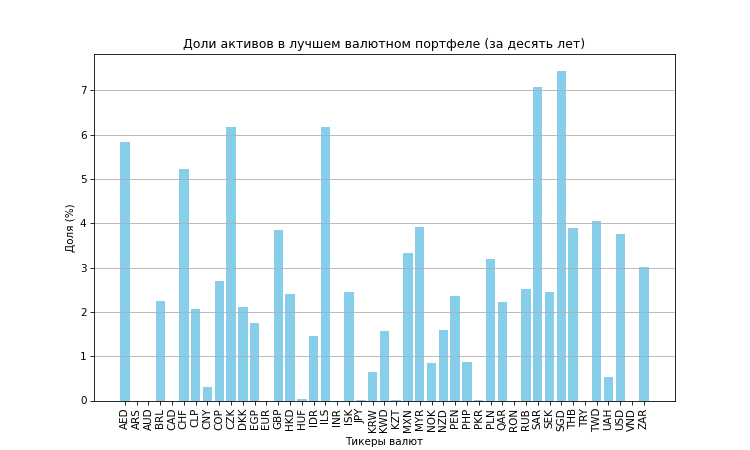 Доли активов в лучшем валютном портфеле (за десять лет)
Доля (%)
7
6
5
4
3
2
1
0
AED ARS AUD BRL CAD CHF CLP CNY COP CZK DKK EGP EUR GBP HKD HUF IDR ILS INR ISK JPY KRW KWD KZT MXN MYR NOK NZD PEN PHP PKR PLN QAR RON RUB SAR SEK SGD THB TRY TWD UAH USD VND ZAR
Тикеры валют